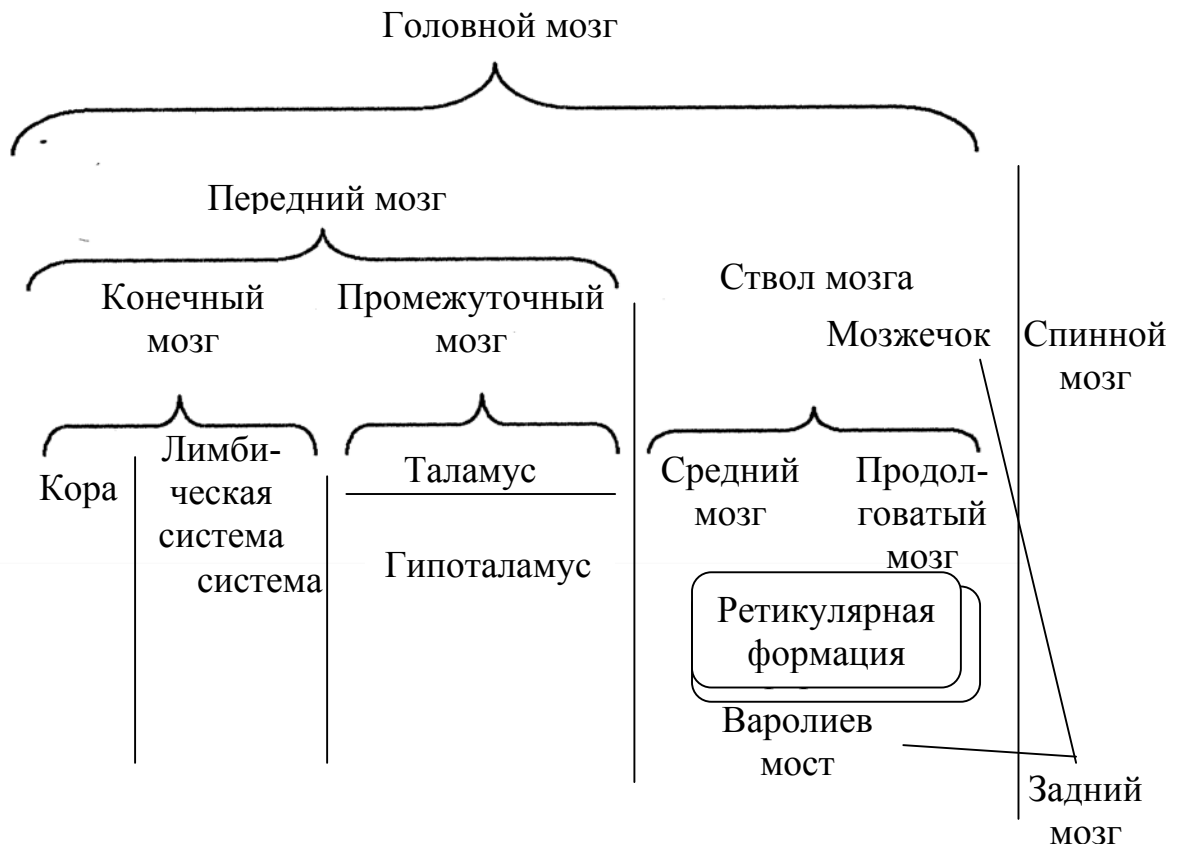 Головной мозг
Передний мозг
Конечный
мозг
Промежуточный
мозг
Ствол мозга
Мозжечок
Спинной
мозг
Кора
Лимби-
ческая
система
система
Таламус
Гипоталамус
Средний
мозг
Продол-
говатый
мозг
Ретикулярная
формация
Варолиев
мост
Задний
мозг